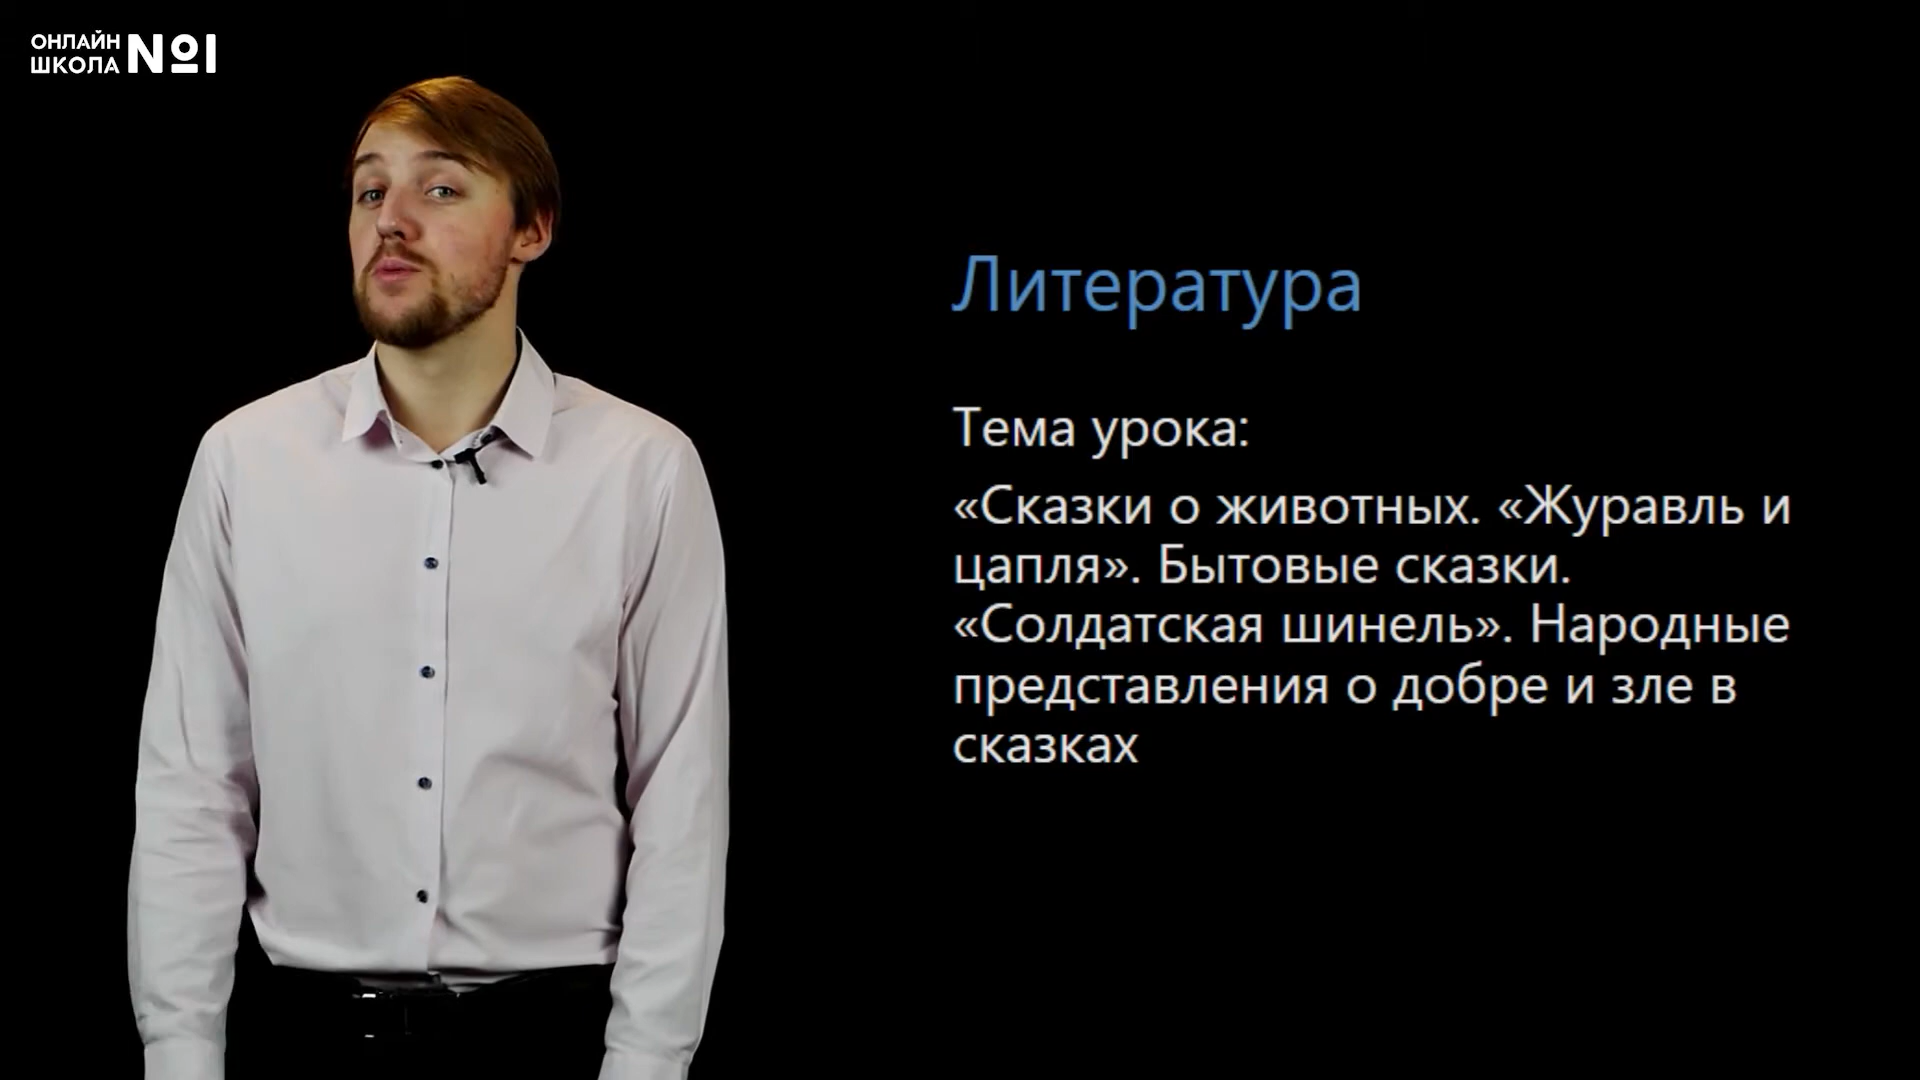 ОНЛАЙН
ШКОЛА №1
Литература
Тема урока:
«Сказки о животных. «Журавль и
цапля». Бытовые сказки.
«Солдатская шинель». Народные
представления о добре и зле в
сказках